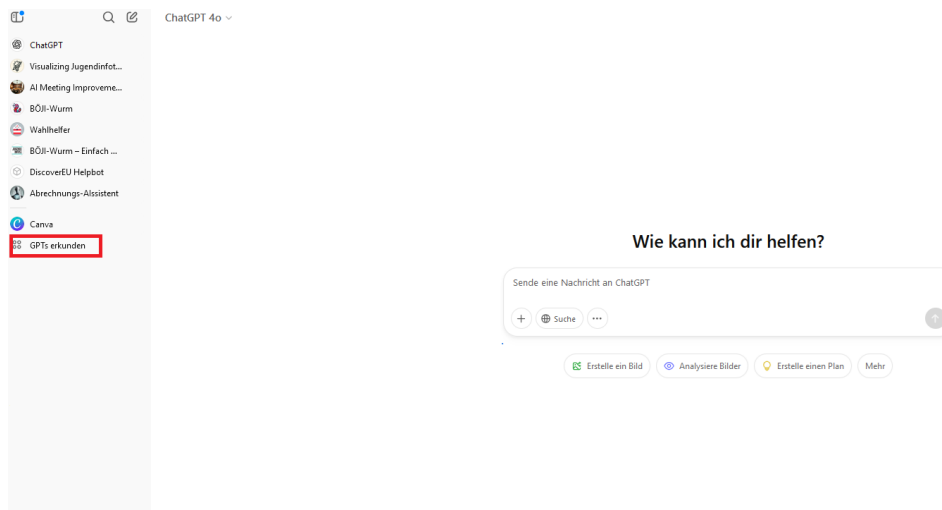 ChatGPT 4o
ChatGPT
Visualizing Jugendinfot...
AI Meeting Improveme...
BÖJI-Wurm
Wahlhelfer
BÖJI-Wurm – Einfach ...
DiscoverEU Helpbot
Abrechnungs-AIssistent
Canva
GPTs erkunden
Wie kann ich dir helfen?
Sende eine Nachricht an ChatGPT
Suche
Erstelle ein Bild
Analysiere Bilder
Erstelle einen Plan
Mehr